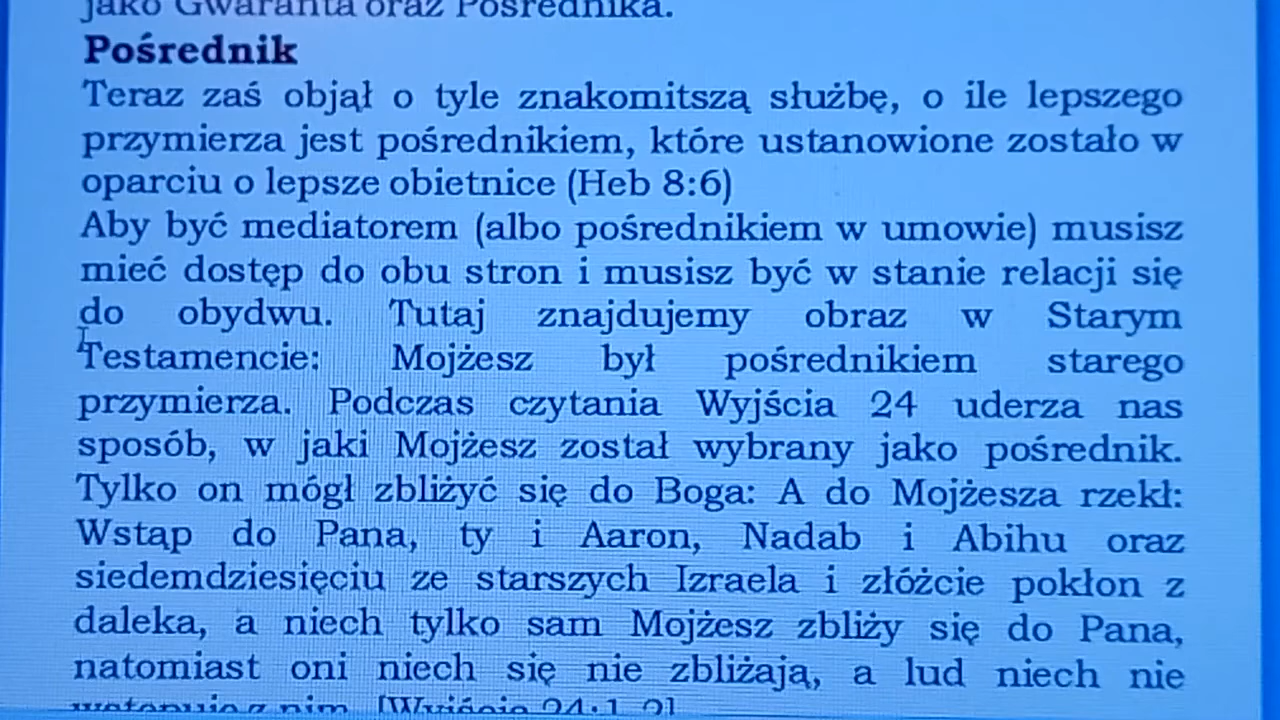 jako Gwaranta oraz Pośrednika.
Pośrednik
Teraz zaś objął o tyle znakomitszą służbę, o ile lepszego
przymierza jest pośrednikiem, które ustanowione zostało w
oparciu o lepsze obietnice (Heb 8:6)
Aby być mediatorem (albo pośrednikiem w umowie) musisz
mieć dostęp do obu stron i musisz być w stanie relacji się
do obydwu. Tutaj znajdujemy obraz w Starym
Testamencie: Mojżesz był pośrednikiem starego
przymierza. Podczas czytania Wyjścia 24 uderza nas
sposób, w jaki Mojżesz został wybrany jako pośrednik.
Tylko on mógł zbliżyć się do Boga: A do Mojżesza rzekł:
Wstąp do Pana, ty i Aaron, Nadab i Abihu oraz
siedemdziesięciu ze starszych Izraela i złóżcie pokłon z
daleka, a niech tylko sam Mojżesz zbliży się do Pana,
natomiast oni niech się nie zbliżają, a lud niech nie
z nim